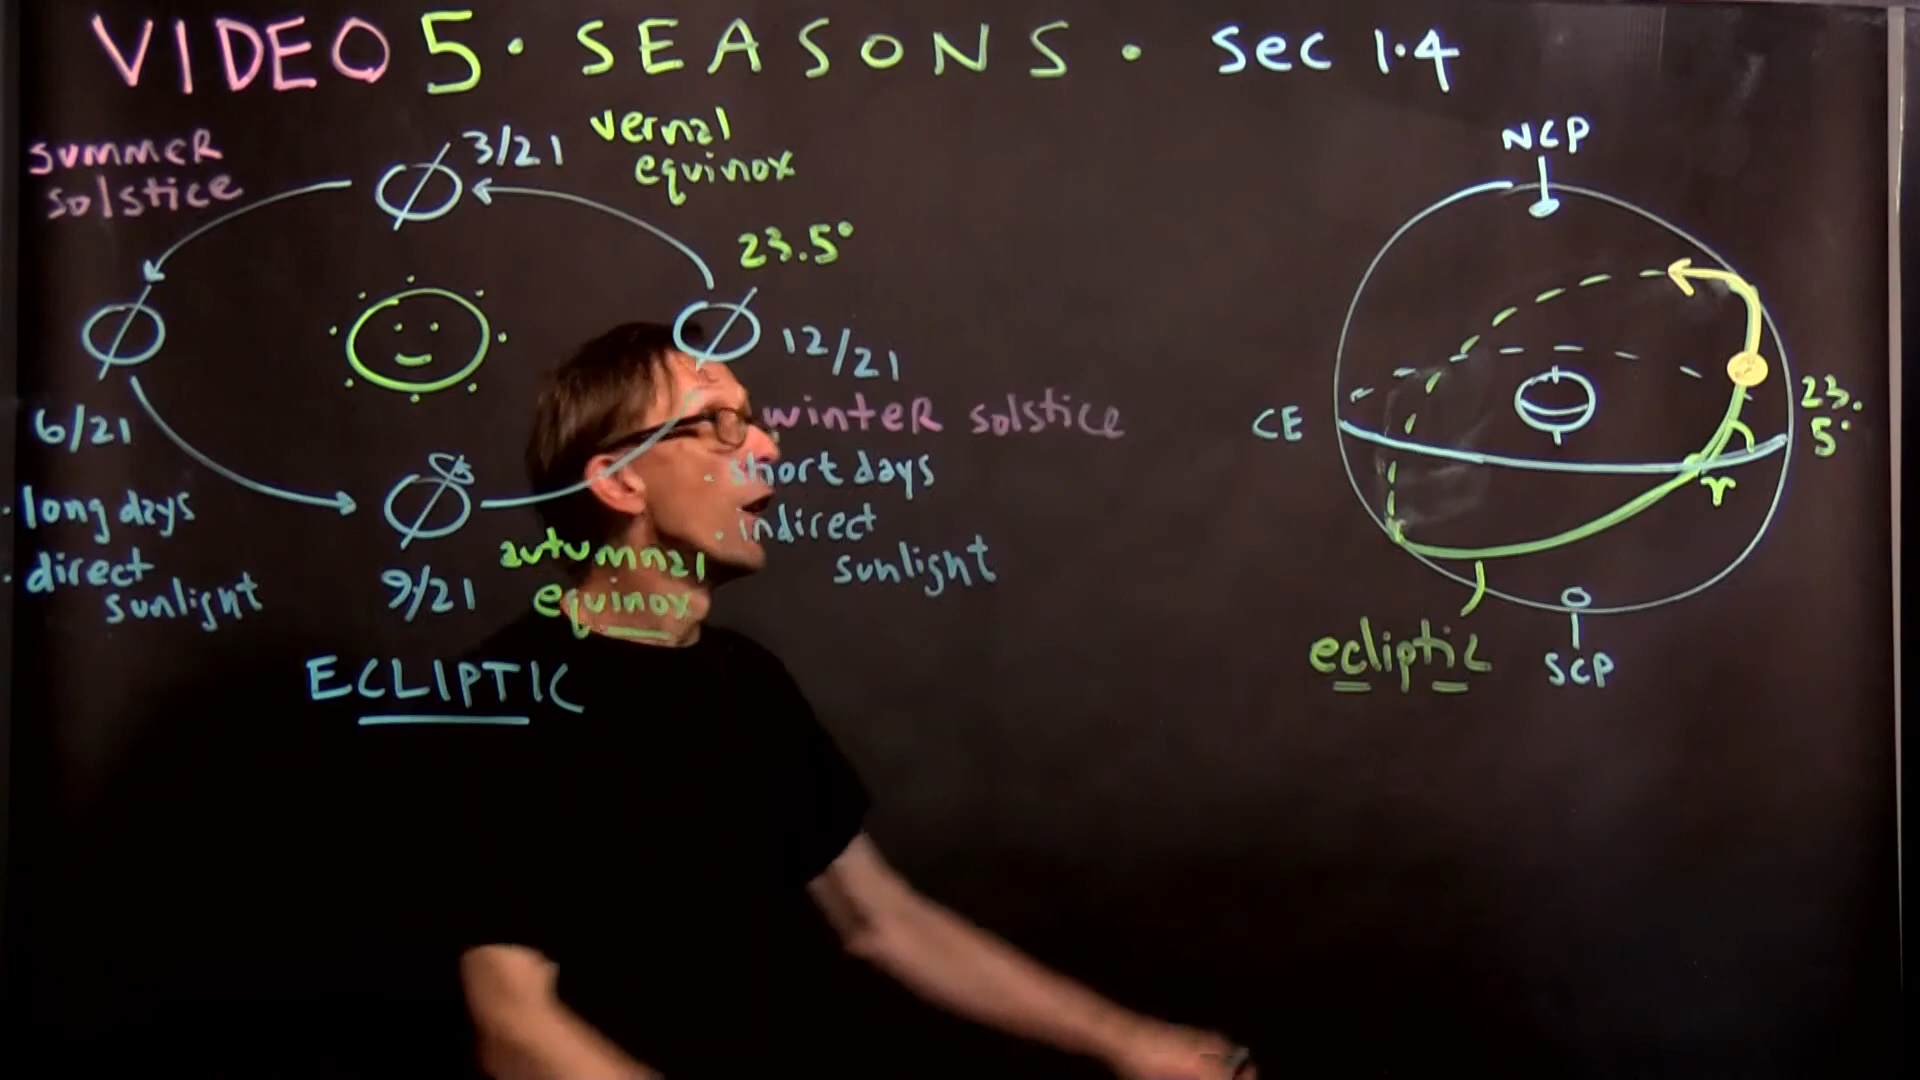 VIDEO 5 · SEASONS · sec 1.4
summer
solstice
3/21
vernal
equinox
23.5°
6/21
· long days
· direct
sunlight
9/21
autumnal
equinox
12/21
winter solstice
· short days
· indirect
sunlight
ECLIPTIC
NCP
CE
23.
5°
♈
ecliptic
SCP